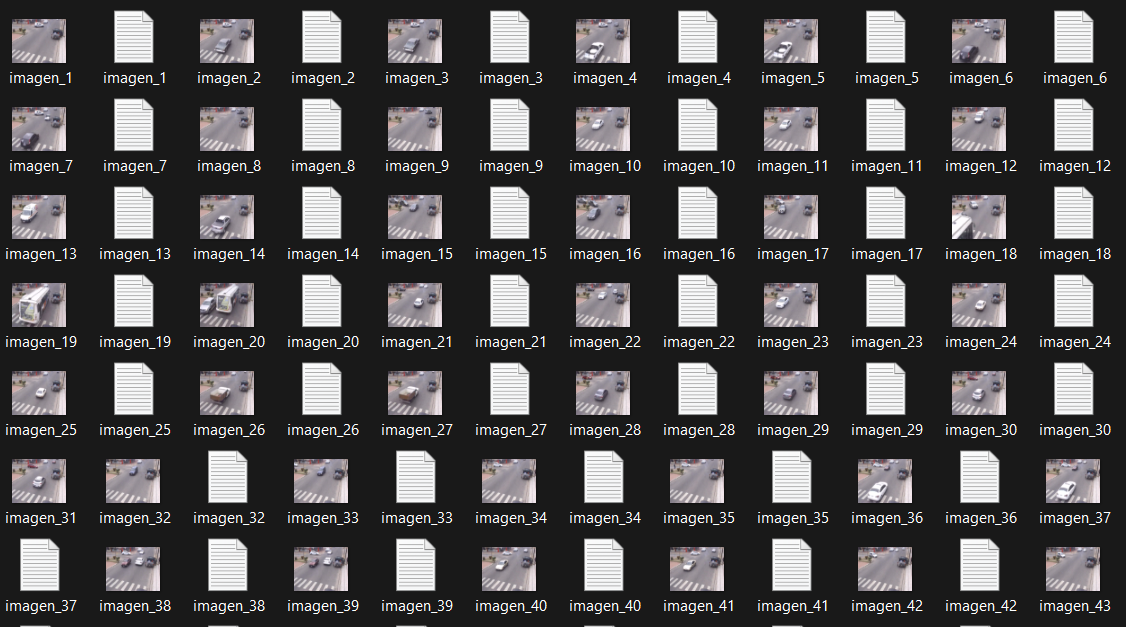 imagen_1 imagen_1 imagen_2 imagen_2 imagen_3 imagen_3 imagen_4 imagen_4 imagen_5 imagen_5 imagen_6 imagen_6
imagen_7 imagen_7 imagen_8 imagen_8 imagen_9 imagen_9 imagen_10 imagen_10 imagen_11 imagen_11 imagen_12 imagen_12
imagen_13 imagen_13 imagen_14 imagen_14 imagen_15 imagen_15 imagen_16 imagen_16 imagen_17 imagen_17 imagen_18 imagen_18
imagen_19 imagen_19 imagen_20 imagen_20 imagen_21 imagen_21 imagen_22 imagen_22 imagen_23 imagen_23 imagen_24 imagen_24
imagen_25 imagen_25 imagen_26 imagen_26 imagen_27 imagen_27 imagen_28 imagen_28 imagen_29 imagen_29 imagen_30 imagen_30
imagen_31 imagen_32 imagen_32 imagen_33 imagen_33 imagen_34 imagen_34 imagen_35 imagen_35 imagen_36 imagen_36 imagen_37
imagen_37 imagen_38 imagen_38 imagen_39 imagen_39 imagen_40 imagen_40 imagen_41 imagen_41 imagen_42 imagen_42 imagen_43